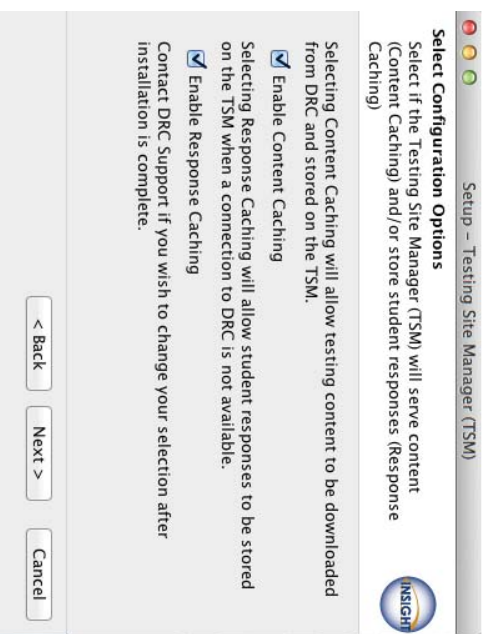 Setup – Testing Site Manager (TSM)
Select Configuration Options
Select if the Testing Site Manager (TSM) will serve content
(Content Caching) and/or store student responses (Response
Caching)
INSIGHT
Selecting Content Caching will allow testing content to be downloaded
from DRC and stored on the TSM.
Enable Content Caching
Selecting Response Caching will allow student responses to be stored
on the TSM when a connection to DRC is not available.
Enable Response Caching
Contact DRC Support if you wish to change your selection after
installation is complete.
< Back
Next >
Cancel